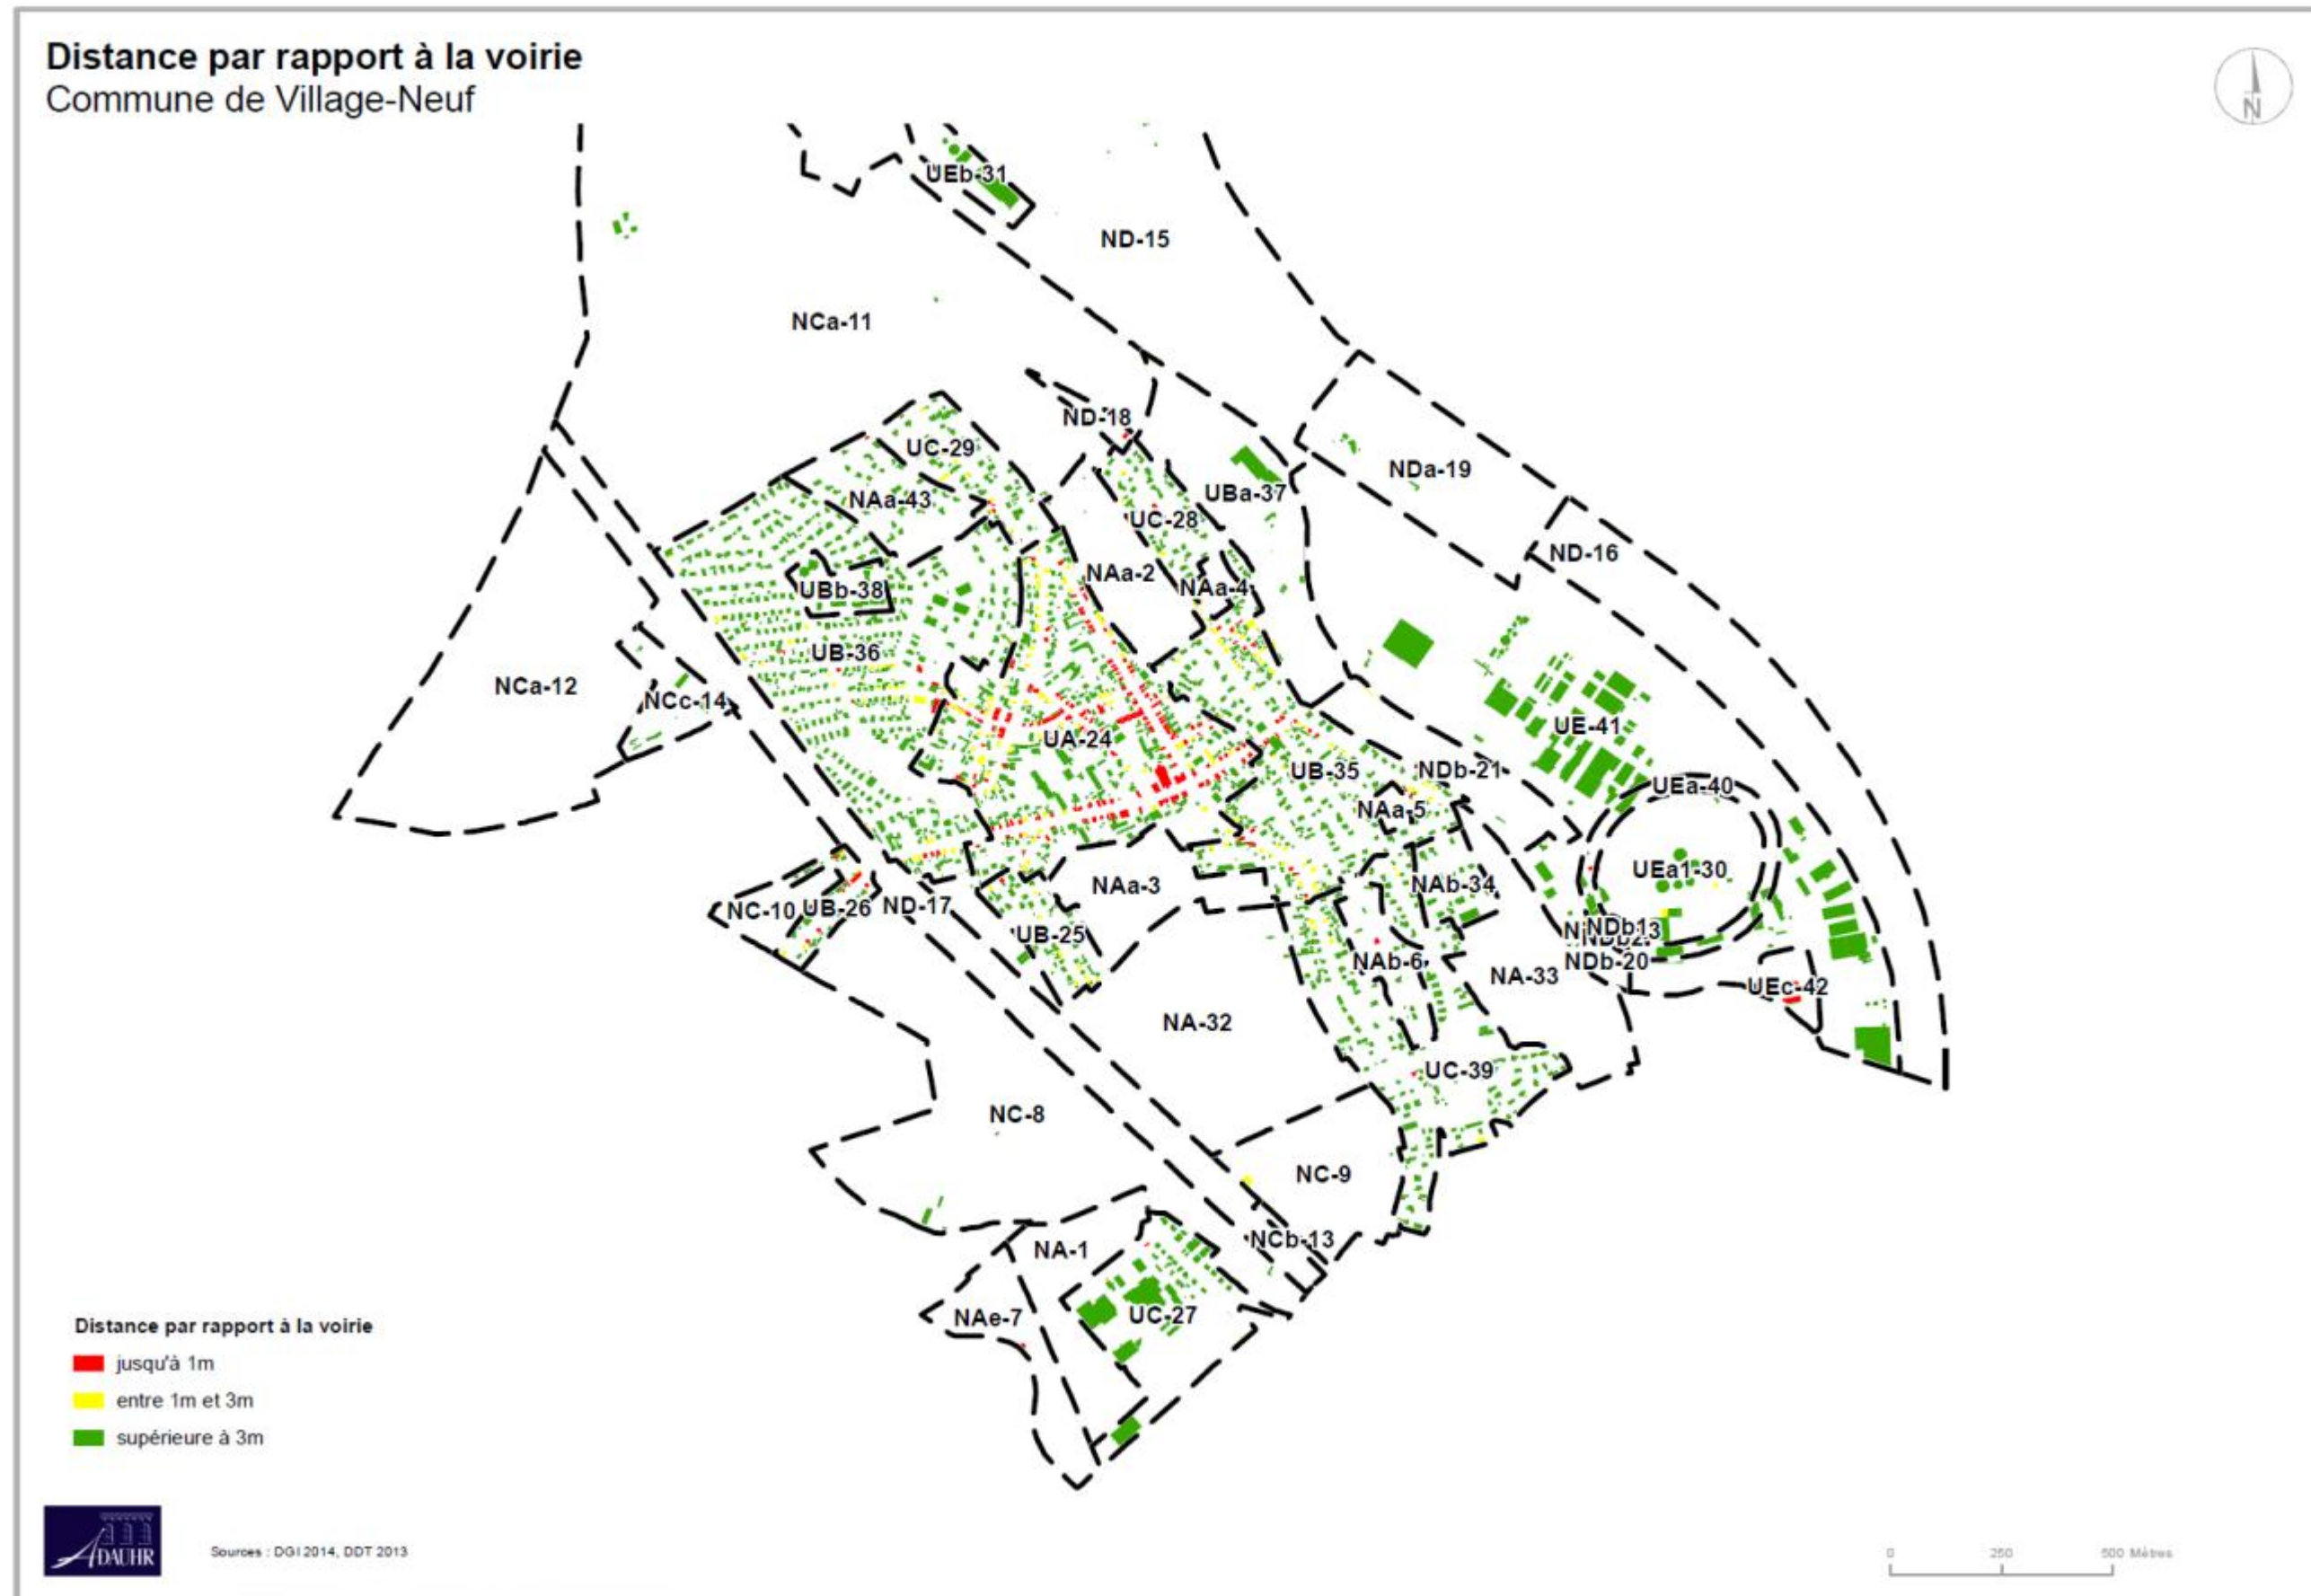 Distance par rapport à la voirie
Commune de Village-Neuf
N
UEb-31
ND-15
NCa-11
ND-18
UC-29
NDa-19
NAa-43
UBa-37
UC-28
ND-16
NAa-2
NAa-4
UBb-38
UB-36
NCa-12
NCc-14
UE-41
UA-24
UB-35
NDb-21
UEa-40
NAa-5
UEa1-30
NAa-3
NAb-34
NC-10
UB-26
ND-17
UB-25
NDb13
NDb-20
NAb-6
NA-33
UEc-42
NA-32
UC-39
NC-8
NC-9
NCb-13
NA-1
NAe-7
UC-27
Distance par rapport à la voirie
jusqu'à 1m
entre 1m et 3m
supérieure à 3m
ADAUHR
Sources : DGI 2014, DDT 2013
0 250 500 Mètres